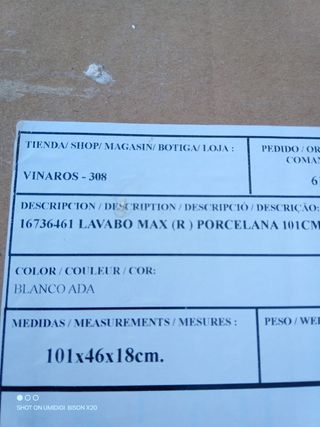 TIENDA/ SHOP/ MAGASIN/ BOTIGA/ LOJA :
PEDIDO / OR
COMAN
VINAROS - 308
6
DESCRIPCION / DESCRIPTION / DESCRIPCIÓ / DESCRIÇÃO:
16736461 LAVABO MAX (R ) PORCELANA 101CM
COLOR / COULEUR / COR:
BLANCO ADA
MEDIDAS / MEASUREMENTS / MESURES :
PESO / WEI
101x46x18cm.
SHOT ON UMIDIGI BISON X20